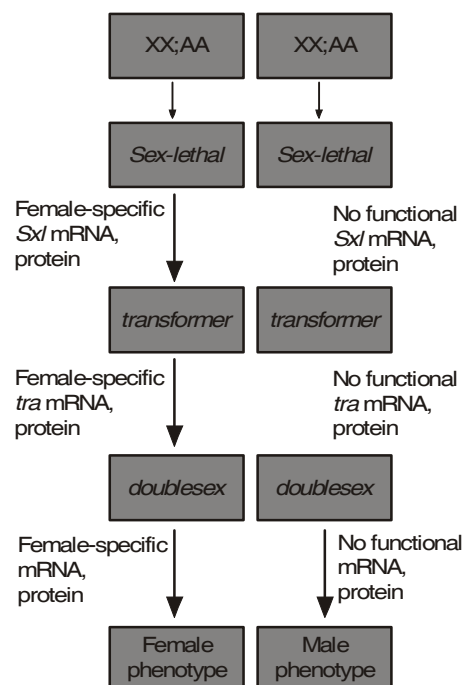 XX;AA
XX;AA
Sex-lethal
Sex-lethal
Female-specific
Sxl mRNA,
protein
No functional
Sxl mRNA,
protein
transformer
transformer
Female-specific
tra mRNA,
protein
No functional
tra mRNA,
protein
doublesex
doublesex
Female-specific
mRNA,
protein
No functional
mRNA,
protein
Female
phenotype
Male
phenotype